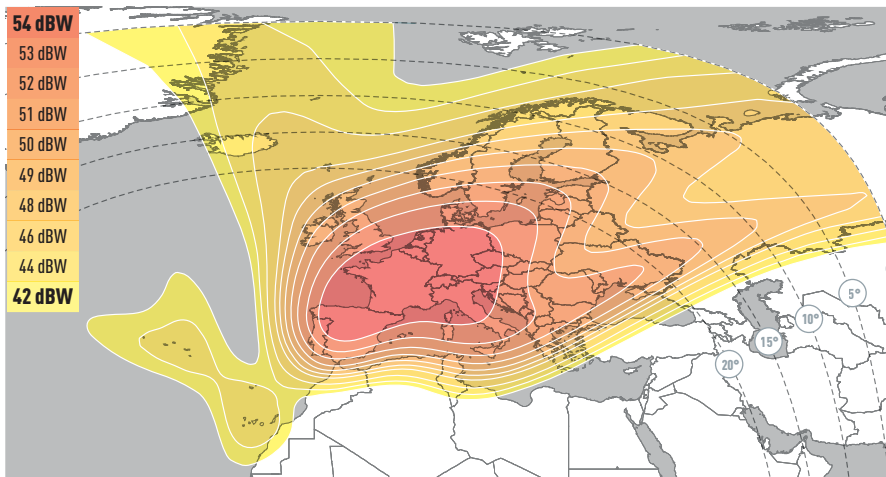 54 dBW
53 dBW
52 dBW
51 dBW
50 dBW
49 dBW
48 dBW
46 dBW
44 dBW
42 dBW
5°
10°
15°
20°